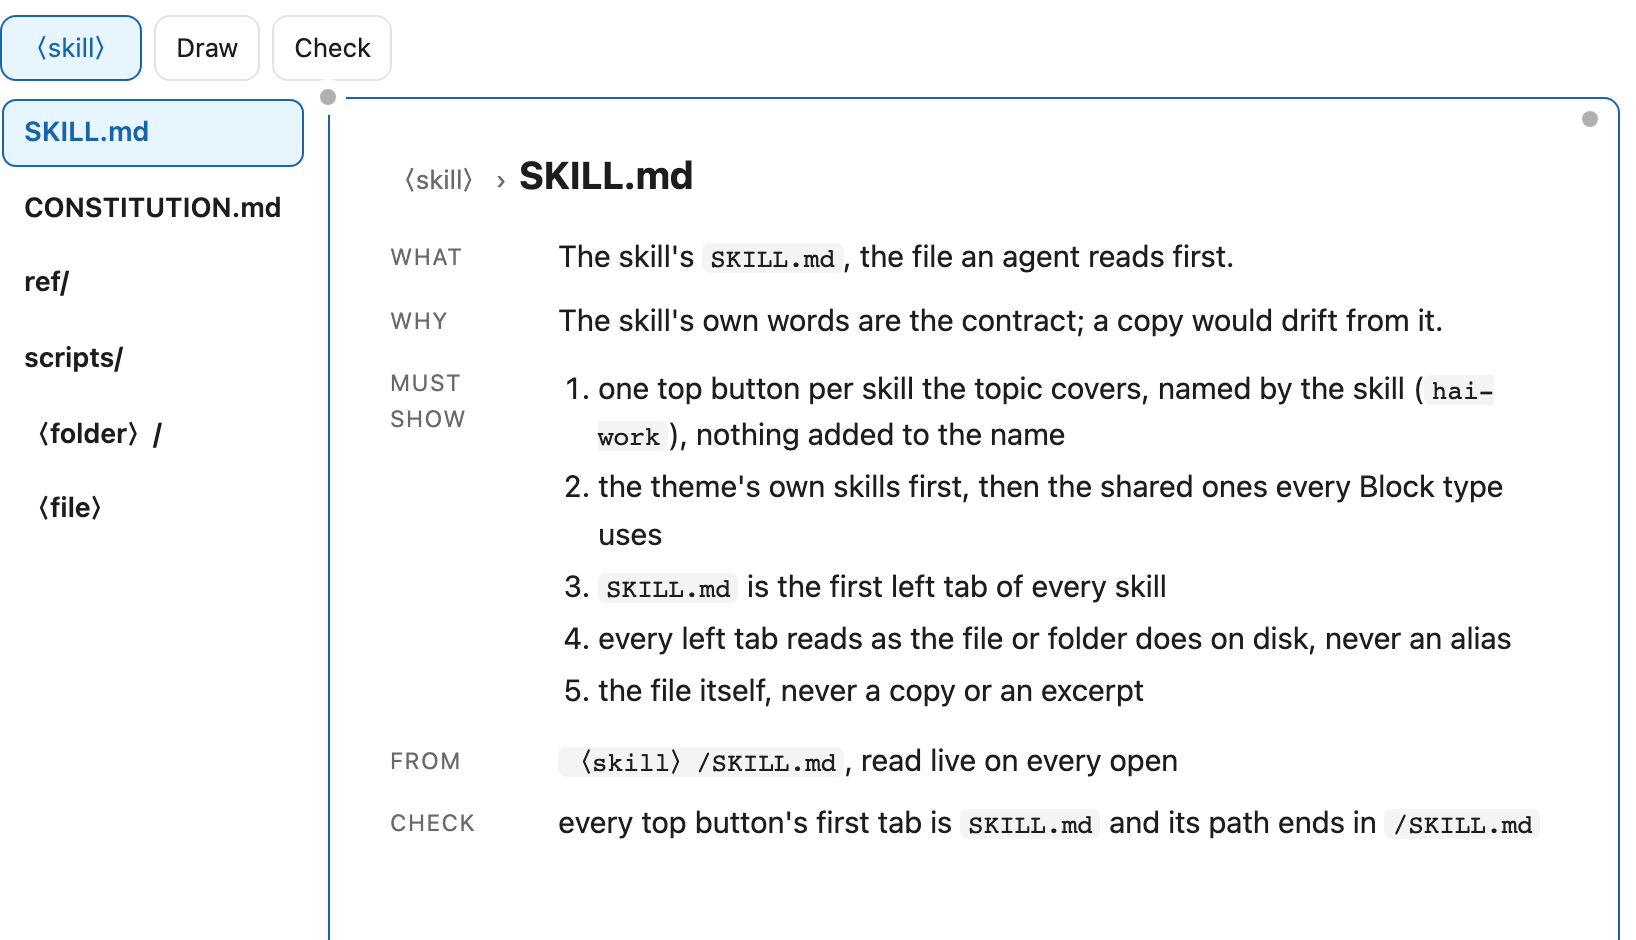 〈skill〉 Draw Check
SKILL.md
CONSTITUTION.md
ref/
scripts/
〈folder〉/
〈file〉
〈skill〉 › SKILL.md
WHAT
The skill's SKILL.md, the file an agent reads first.
WHY
The skill's own words are the contract; a copy would drift from it.
MUST
SHOW
1. one top button per skill the topic covers, named by the skill (hai-
work), nothing added to the name
2. the theme's own skills first, then the shared ones every Block type
uses
3. SKILL.md is the first left tab of every skill
4. every left tab reads as the file or folder does on disk, never an alias
5. the file itself, never a copy or an excerpt
FROM
〈skill〉/SKILL.md, read live on every open
CHECK
every top button's first tab is SKILL.md and its path ends in /SKILL.md